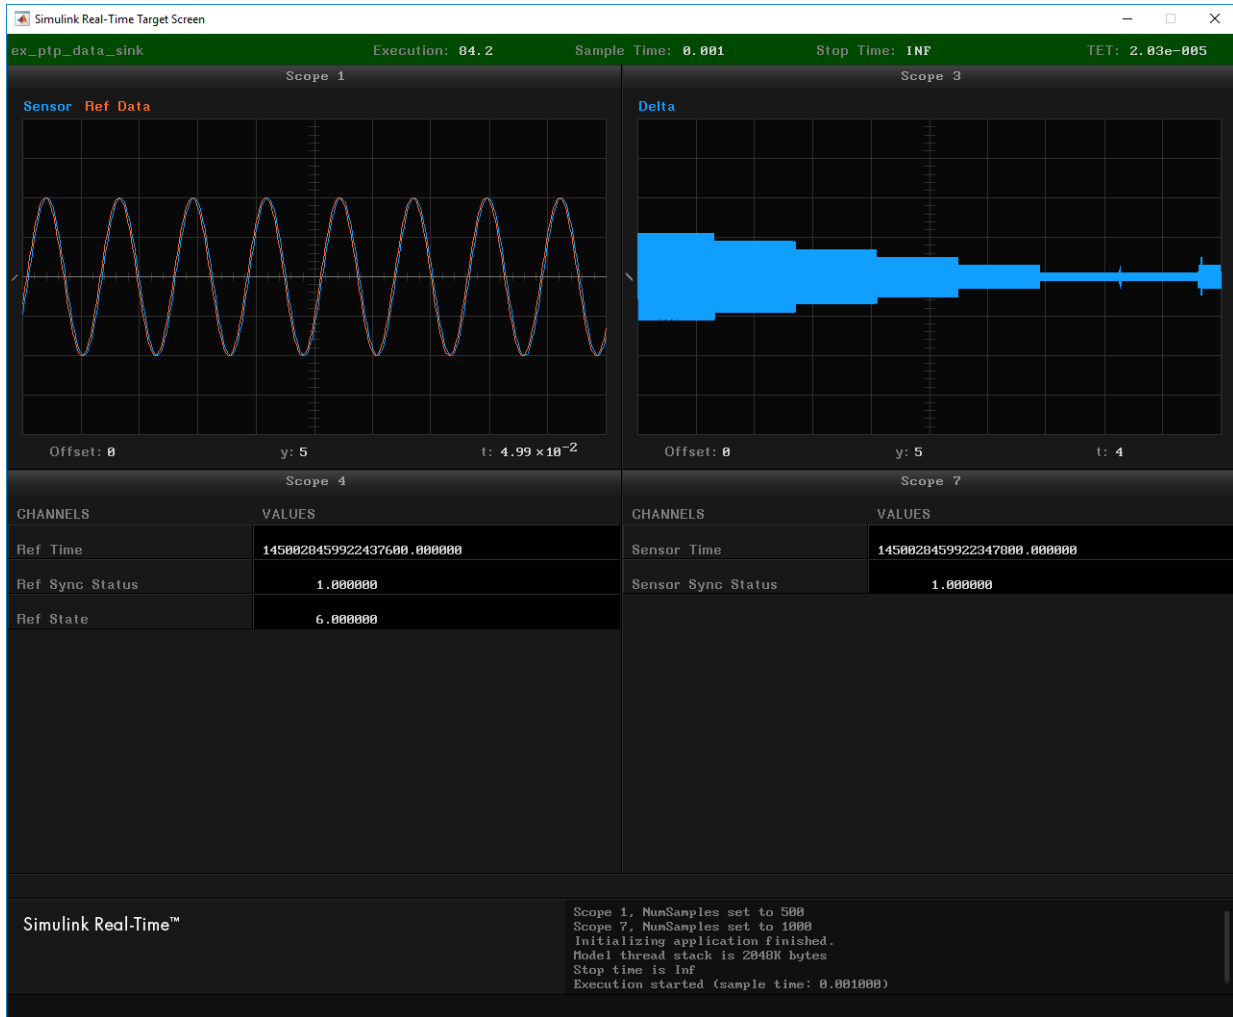 Simulink Real-Time Target Screen
ex_ptp_data_sink Execution: 84.2 Sample Time: 0.001 Stop Time: INF TET: 2.03e-005
Scope 1
Sensor Ref Data
Offset: 0 y: 5 t: 4.99×10⁻²
Scope 3
Delta
Offset: 0 y: 5 t: 4
Scope 4
CHANNELS VALUES
Ref Time 1450028459922437600.000000
Ref Sync Status 1.000000
Ref State 6.000000
Scope 7
CHANNELS VALUES
Sensor Time 1450028459922347800.000000
Sensor Sync Status 1.000000
Simulink Real-Time™
Scope 1, NumSamples set to 500
Scope 7, NumSamples set to 1000
Initializing application finished.
Model thread stack is 2048K bytes
Stop time is Inf
Execution started (sample time: 0.001000)